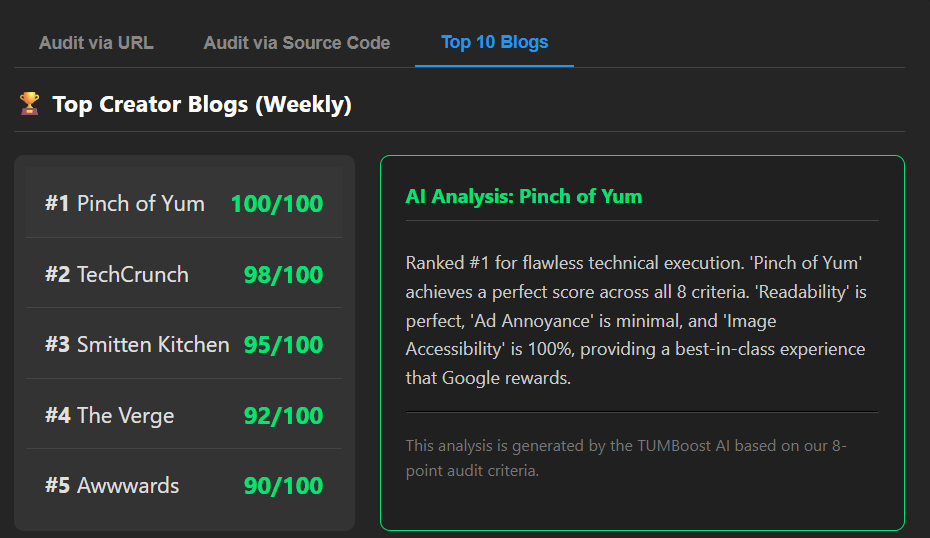 Audit via URL
Audit via Source Code
Top 10 Blogs
🏆 Top Creator Blogs (Weekly)
#1 Pinch of Yum 100/100
#2 TechCrunch 98/100
#3 Smitten Kitchen 95/100
#4 The Verge 92/100
#5 Awwwards 90/100
AI Analysis: Pinch of Yum
Ranked #1 for flawless technical execution. 'Pinch of Yum'
achieves a perfect score across all 8 criteria. 'Readability' is
perfect, 'Ad Annoyance' is minimal, and 'Image
Accessibility' is 100%, providing a best-in-class experience
that Google rewards.
This analysis is generated by the TUMBoost AI based on our 8-
point audit criteria.